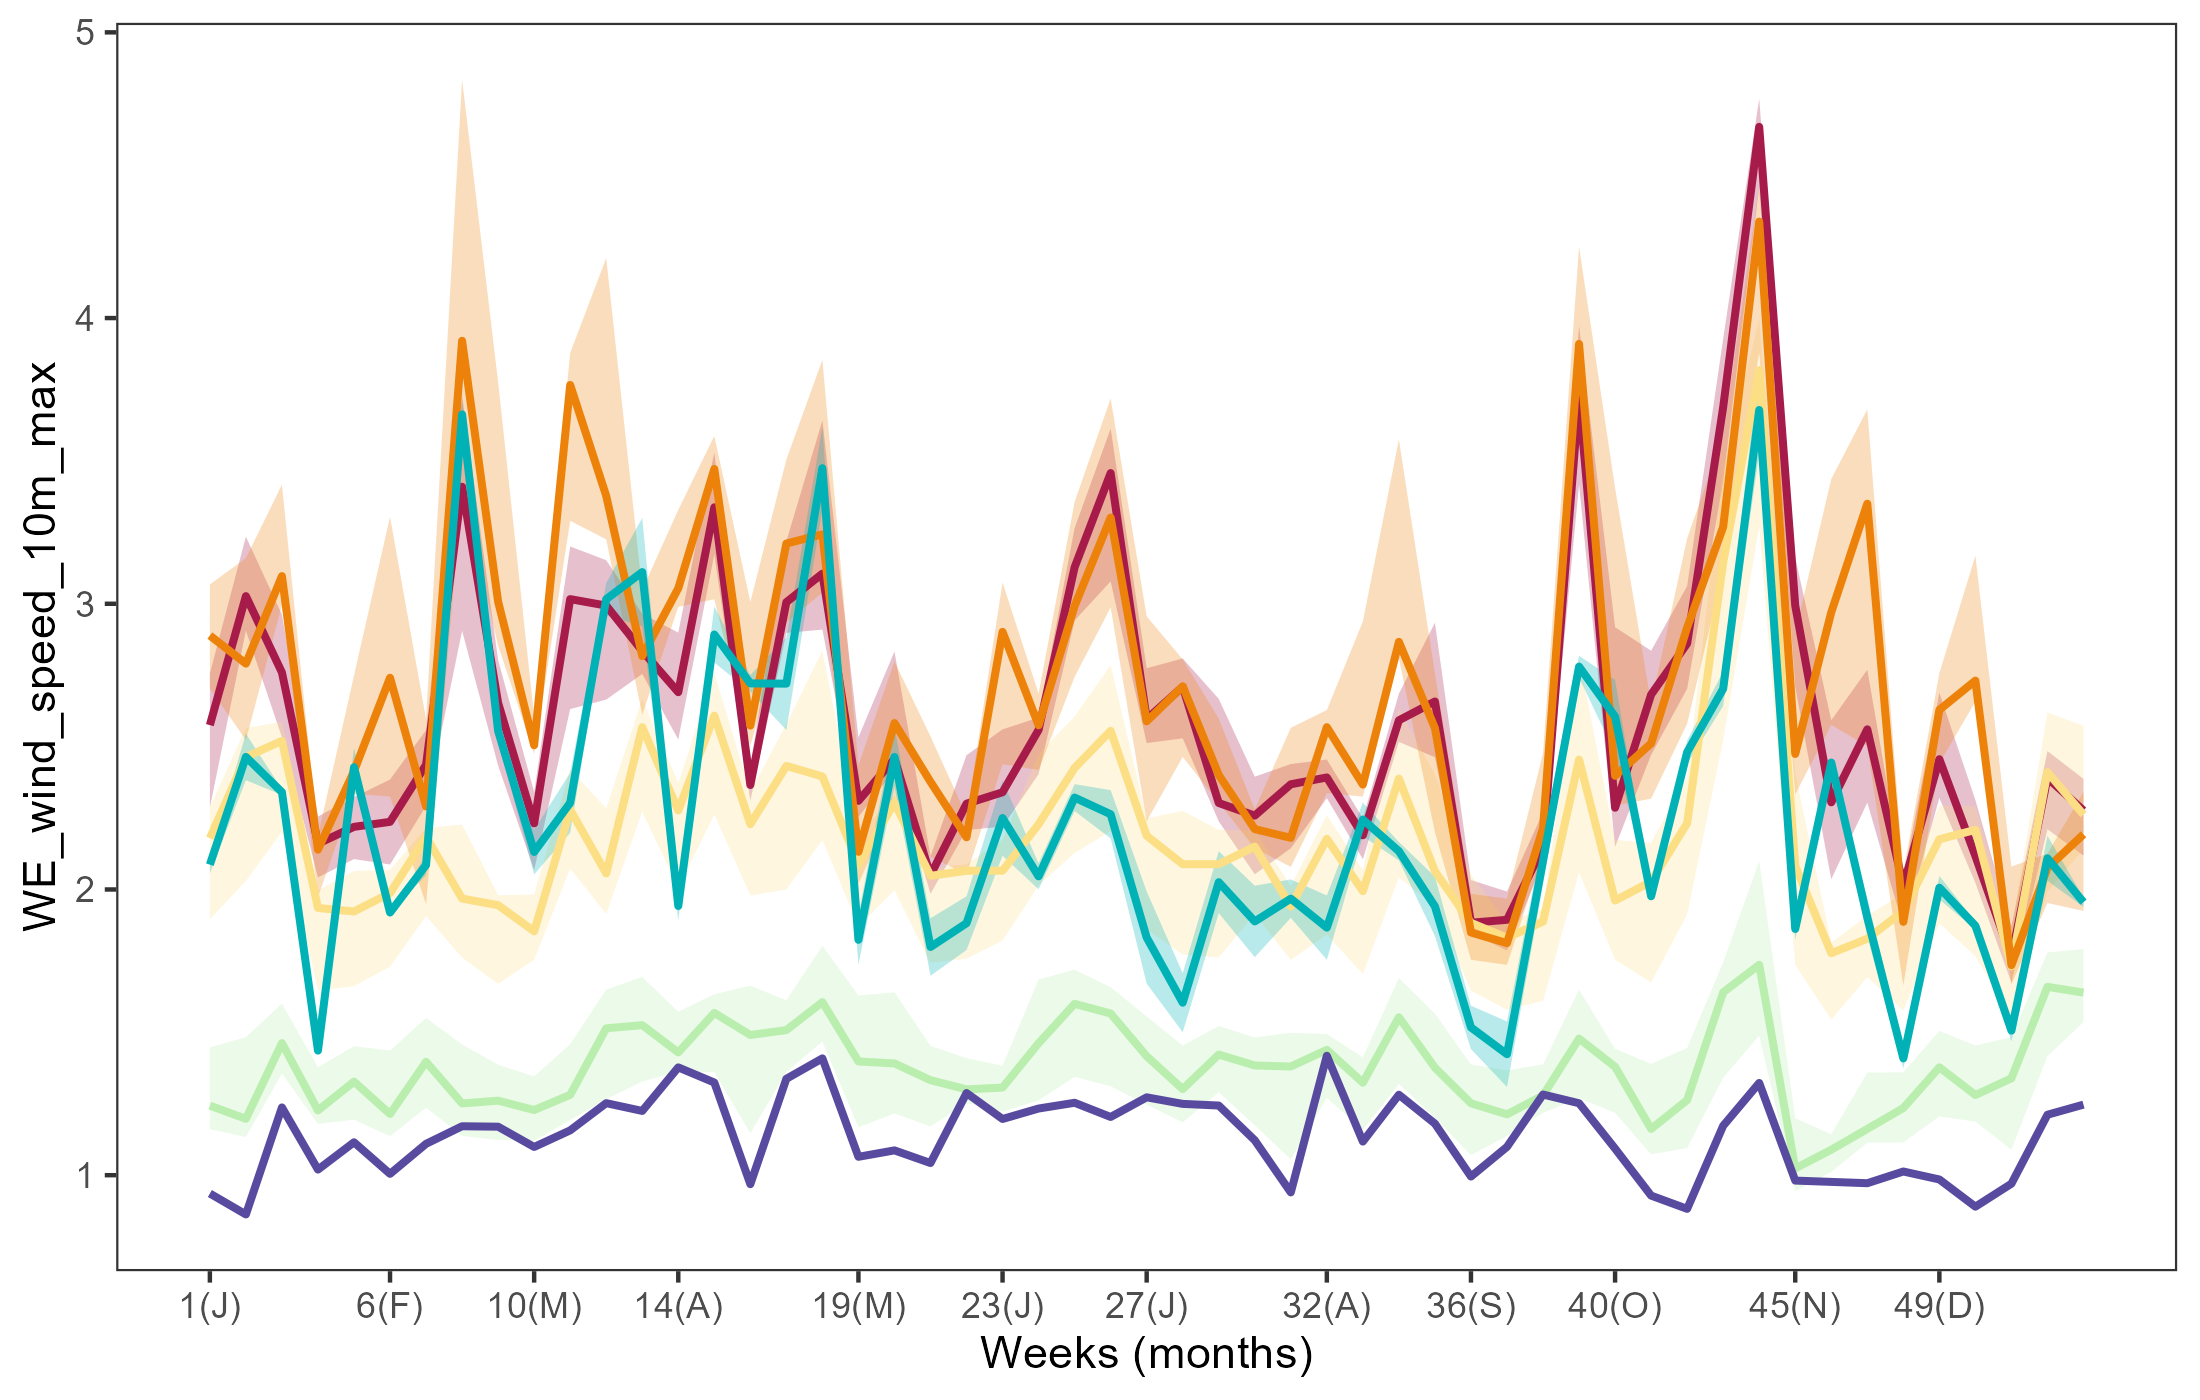 WE_wind_speed_10m_max
5
4
3
2
1
1(J) 6(F) 10(M) 14(A) 19(M) 23(J) 27(J) 32(A) 36(S) 40(O) 45(N) 49(D)
Weeks (months)